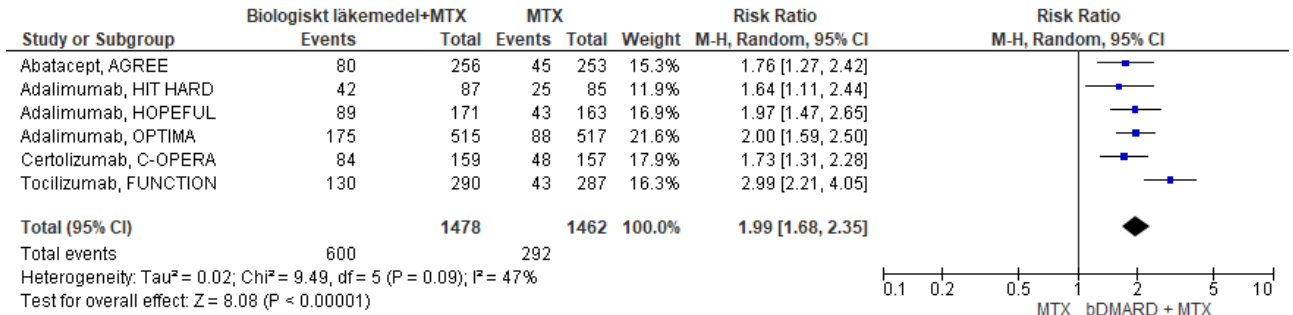 Biologiskt läkemedel+MTX MTX Risk Ratio Risk Ratio
Study or Subgroup Events Total Events Total Weight M-H, Random, 95% CI M-H, Random, 95% CI
Abatacept, AGREE 80 256 45 253 15.3% 1.76 [1.27, 2.42]
Adalimumab, HIT HARD 42 87 25 85 11.9% 1.64 [1.11, 2.44]
Adalimumab, HOPEFUL 89 171 43 163 16.9% 1.97 [1.47, 2.65]
Adalimumab, OPTIMA 175 515 88 517 21.6% 2.00 [1.59, 2.50]
Certolizumab, C-OPERA 84 159 48 157 17.9% 1.73 [1.31, 2.28]
Tocilizumab, FUNCTION 130 290 43 287 16.3% 2.99 [2.21, 4.05]
Total (95% CI) 1478 1462 100.0% 1.99 [1.68, 2.35]
Total events 600 292
Heterogeneity: Tau² = 0.02; Chi² = 9.49, df = 5 (P = 0.09); I² = 47%
Test for overall effect: Z = 8.08 (P < 0.00001)
0.1 0.2 0.5 1 2 5 10
MTX bDMARD + MTX